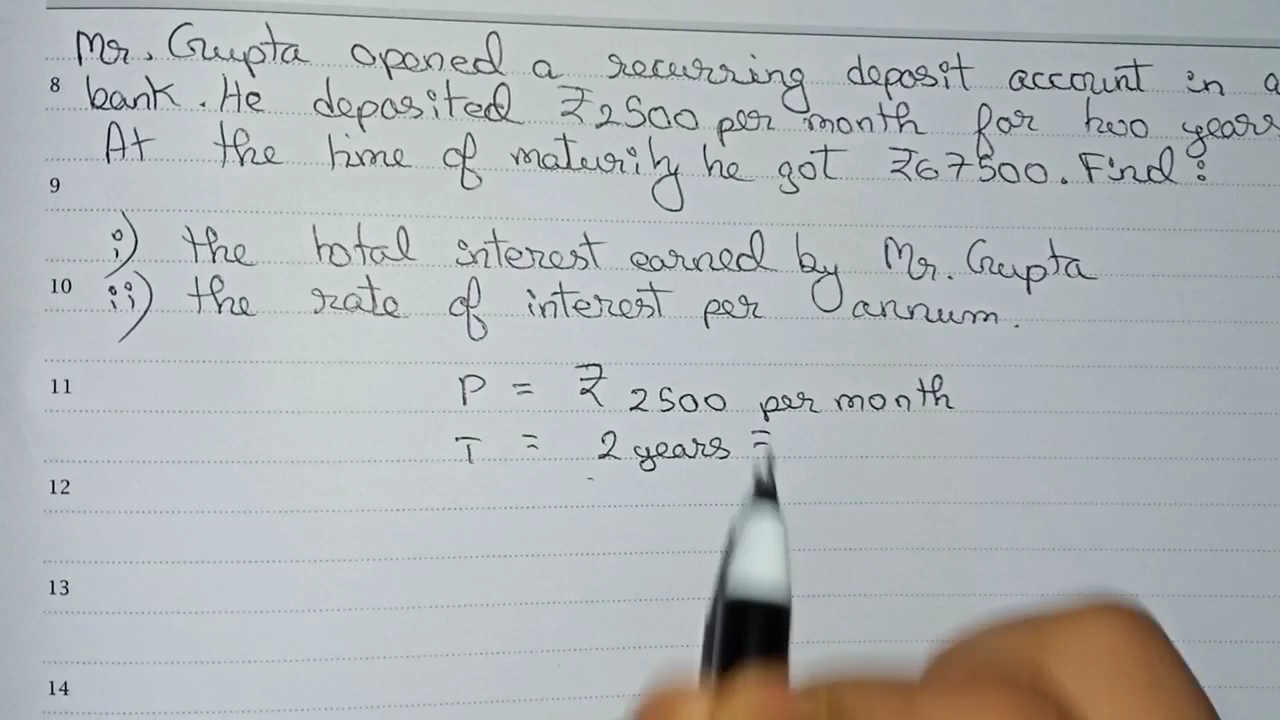 Mr. Gupta opened a recurring deposit account in a
8 bank. He deposited ₹2500 per month for two years
At the time of maturity he got ₹67500. Find:
9
i) the total interest earned by Mr. Gupta
10 ii) the rate of interest per annum.
11 P = ₹ 2500 per month
T = 2 years =
12
13
14